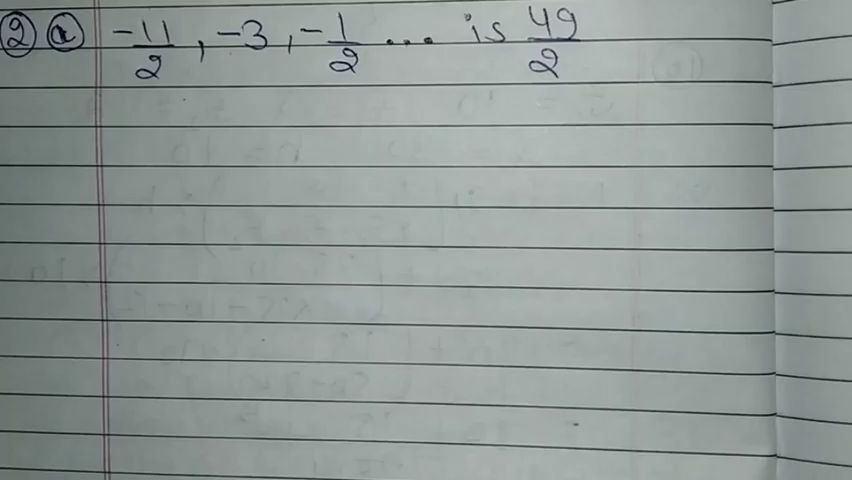 ② ⓐ -11/2, -3, -1/2 ... is 49/2